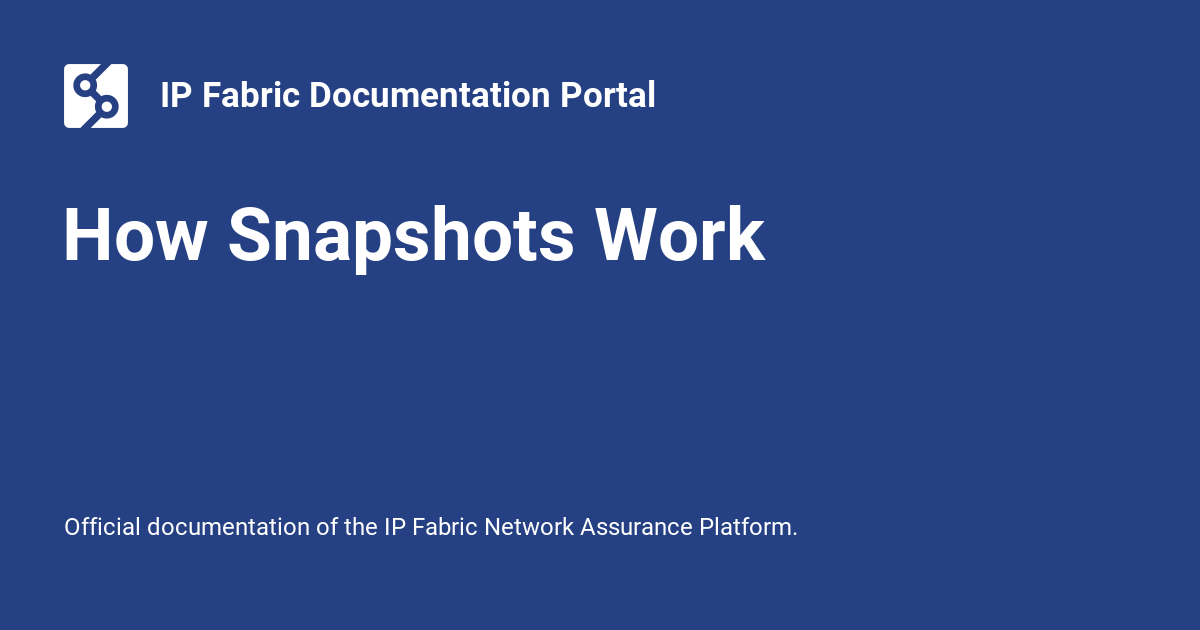 IP Fabric Documentation Portal
How Snapshots Work
Official documentation of the IP Fabric Network Assurance Platform.